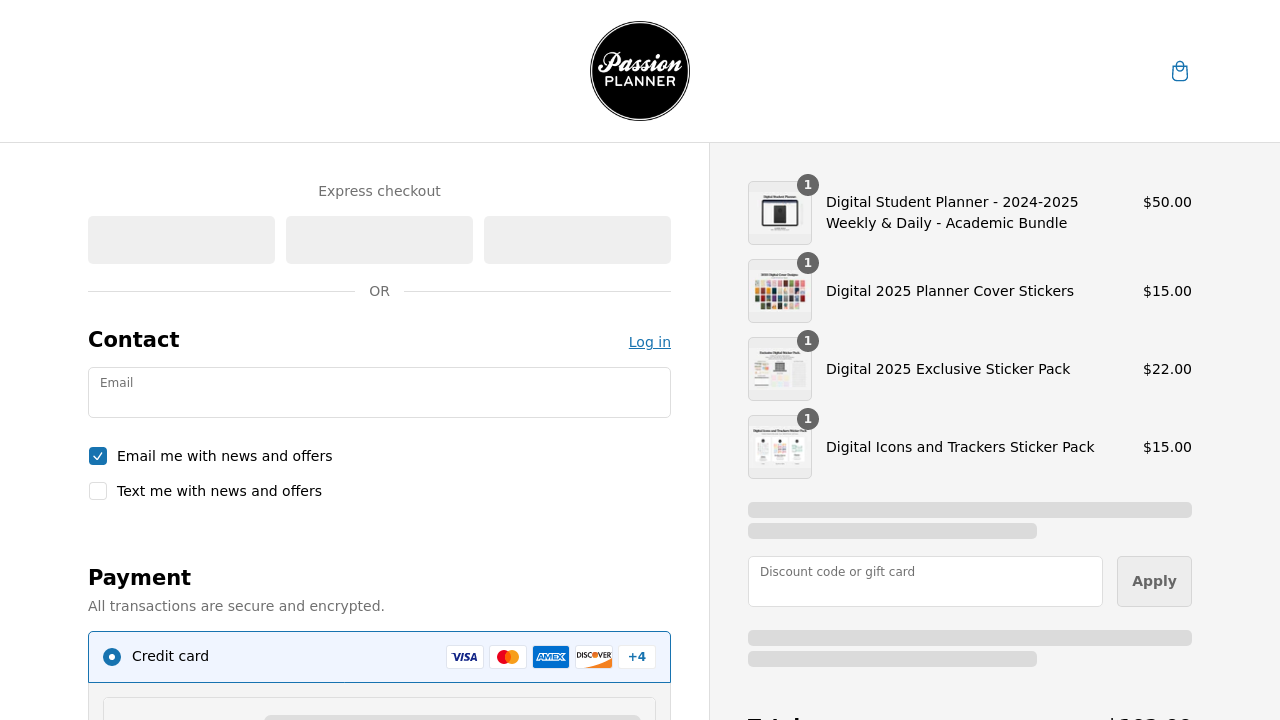 Passion
PLANNER
Express checkout
OR
Contact
Log in
Email
Email me with news and offers
Text me with news and offers
Payment
All transactions are secure and encrypted.
Credit card
VISA
AMEX
DISCOVER
+4
1
Digital Student Planner - 2024-2025
Weekly & Daily - Academic Bundle
$50.00
1
Digital 2025 Planner Cover Stickers
$15.00
1
Digital 2025 Exclusive Sticker Pack
$22.00
1
Digital Icons and Trackers Sticker Pack
$15.00
Discount code or gift card
Apply